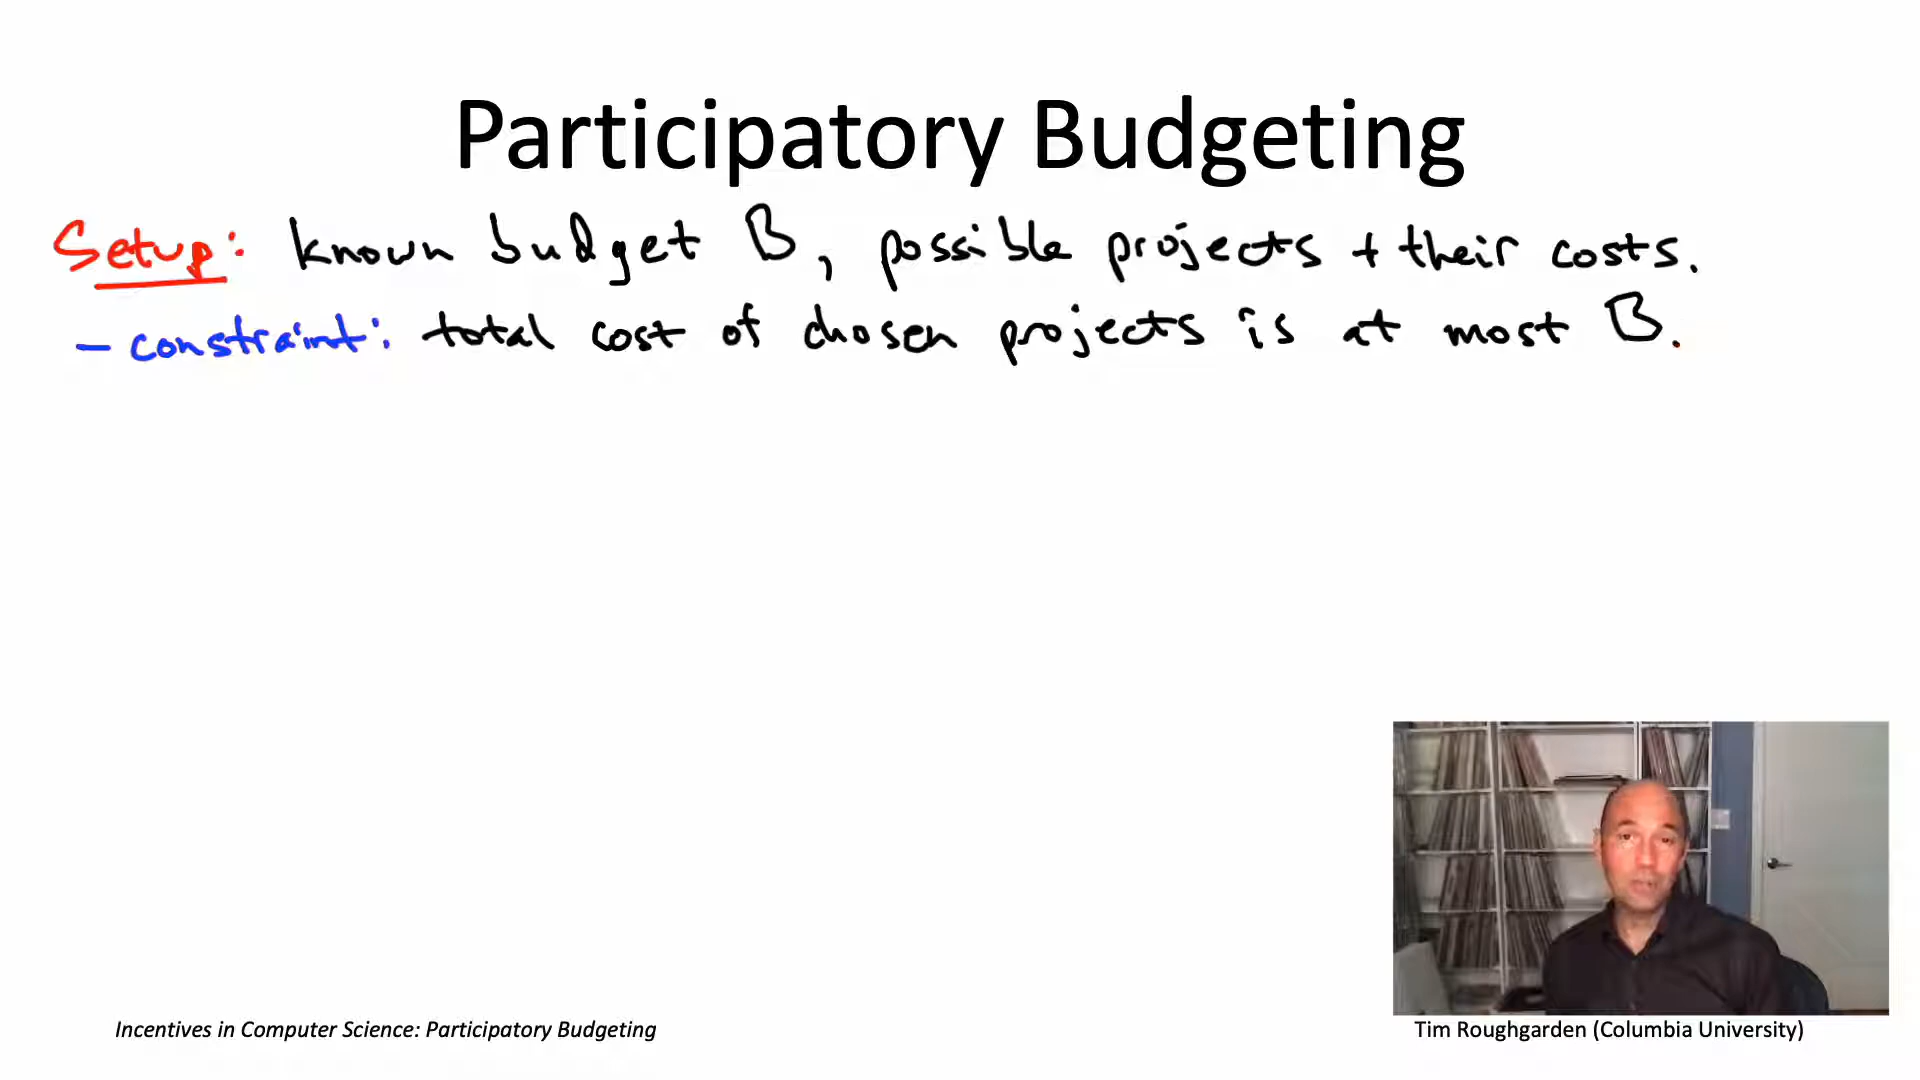 Participatory Budgeting
Setup: known budget B, possible projects + their costs.
- constraint: total cost of chosen projects is at most B.
Incentives in Computer Science: Participatory Budgeting
Tim Roughgarden (Columbia University)